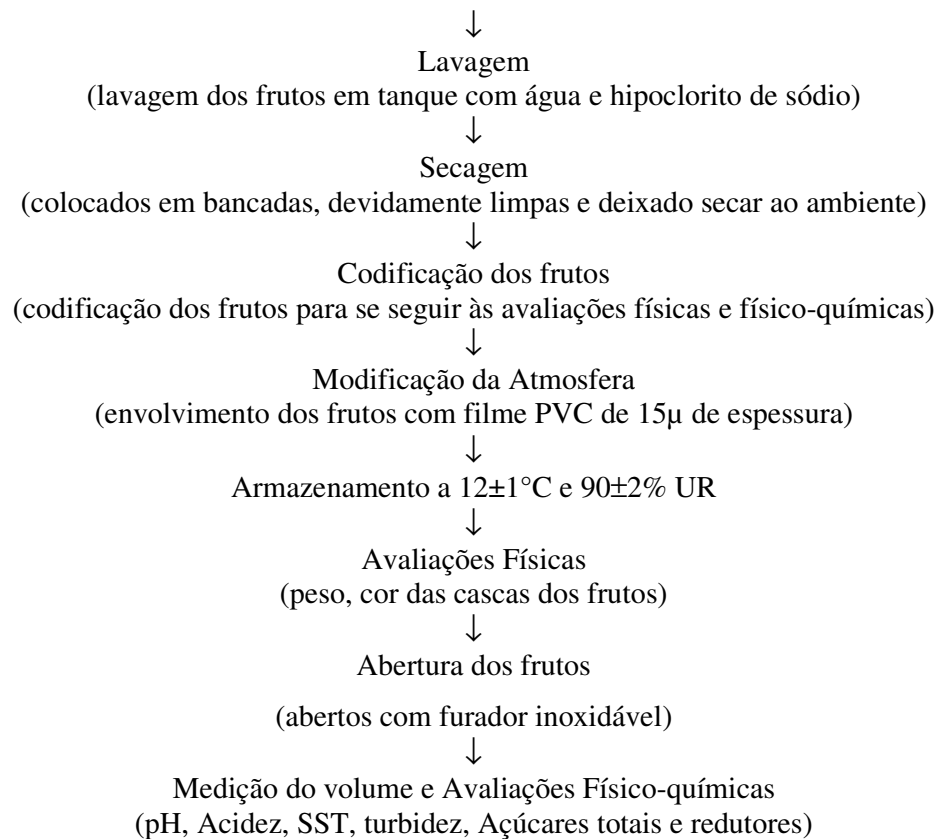 ↓
Lavagem
(lavagem dos frutos em tanque com água e hipoclorito de sódio)
↓
Secagem
(colocados em bancadas, devidamente limpas e deixado secar ao ambiente)
↓
Codificação dos frutos
(codificação dos frutos para se seguir às avaliações físicas e físico-químicas)
↓
Modificação da Atmosfera
(envolvimento dos frutos com filme PVC de 15µ de espessura)
↓
Armazenamento a 12±1°C e 90±2% UR
↓
Avaliações Físicas
(peso, cor das cascas dos frutos)
↓
Abertura dos frutos
(abertos com furador inoxidável)
↓
Medição do volume e Avaliações Físico-químicas
(pH, Acidez, SST, turbidez, Açúcares totais e redutores)